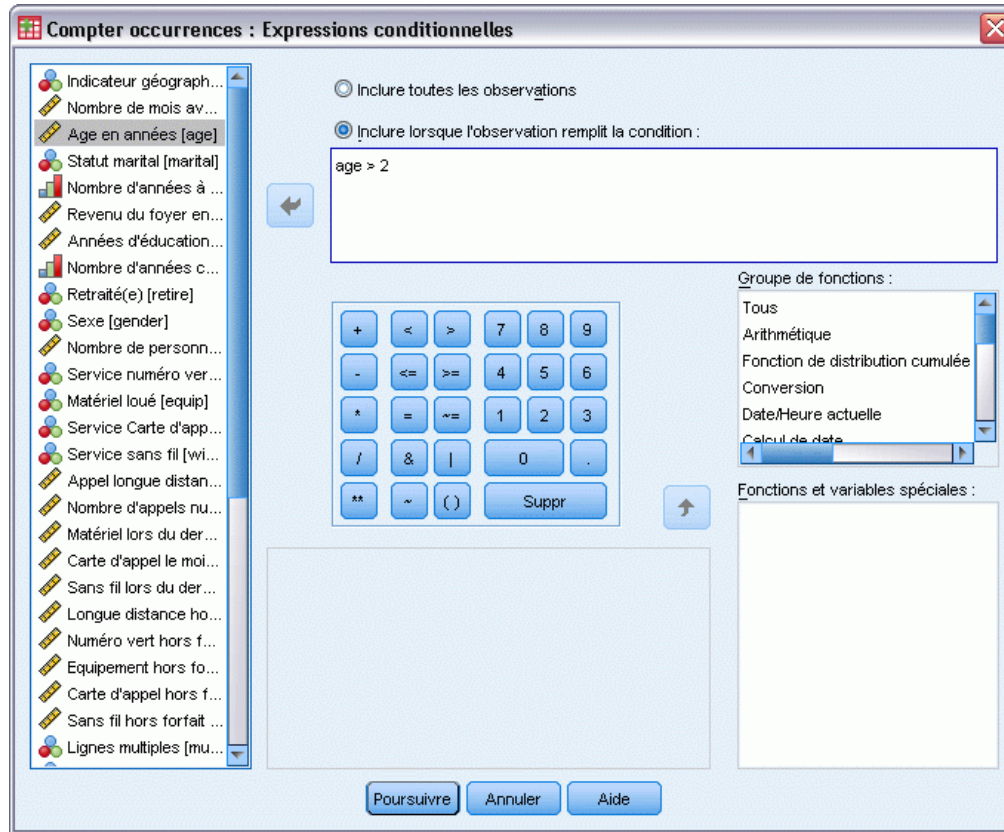 Compter occurrences : Expressions conditionnelles
Indicateur géograph...
Nombre de mois av...
Age en années [age]
Statut marital [marital]
Nombre d'années à ...
Revenu du foyer en...
Années d'éducation...
Nombre d'années c...
Retraité(e) [retire]
Sexe [gender]
Nombre de personn...
Service numéro ver...
Matériel loué [equip]
Service Carte d'app...
Service sans fil [wi...
Appel longue distan...
Nombre d'appels nu...
Matériel lors du der...
Carte d'appel le moi...
Sans fil lors du der...
Longue distance ho...
Numéro vert hors f...
Equipement hors fo...
Carte d'appel hors f...
Sans fil hors forfait ...
Lignes multiples [mu...
Inclure toutes les observations
Inclure lorsque l'observation remplit la condition :
age > 2
+ < > 7 8 9
- <= >= 4 5 6
* = ~= 1 2 3
/ & | 0 .
** ~ ( ) Suppr
Groupe de fonctions :
Tous
Arithmétique
Fonction de distribution cumulée
Conversion
Date/Heure actuelle
Calcul de date
Fonctions et variables spéciales :
Poursuivre Annuler Aide